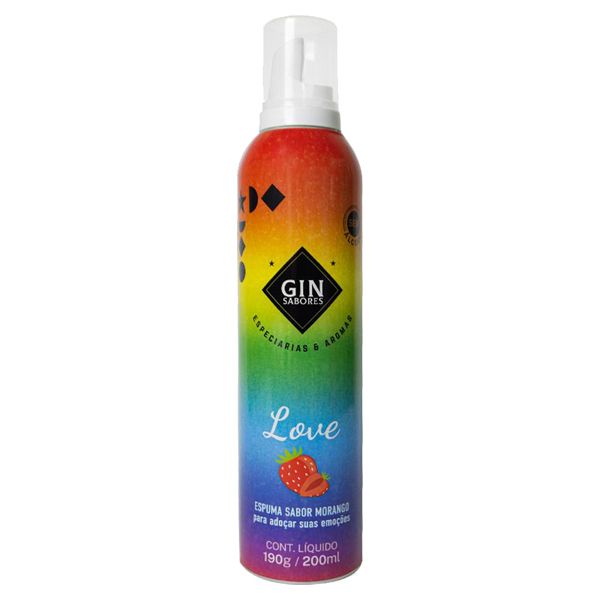 GIN
SABORES
ESPECIARIAS & AROMAS
Love
ESPUMA SABOR MORANGO
para adoçar suas emoções
CONT. LÍQUIDO
190g / 200ml